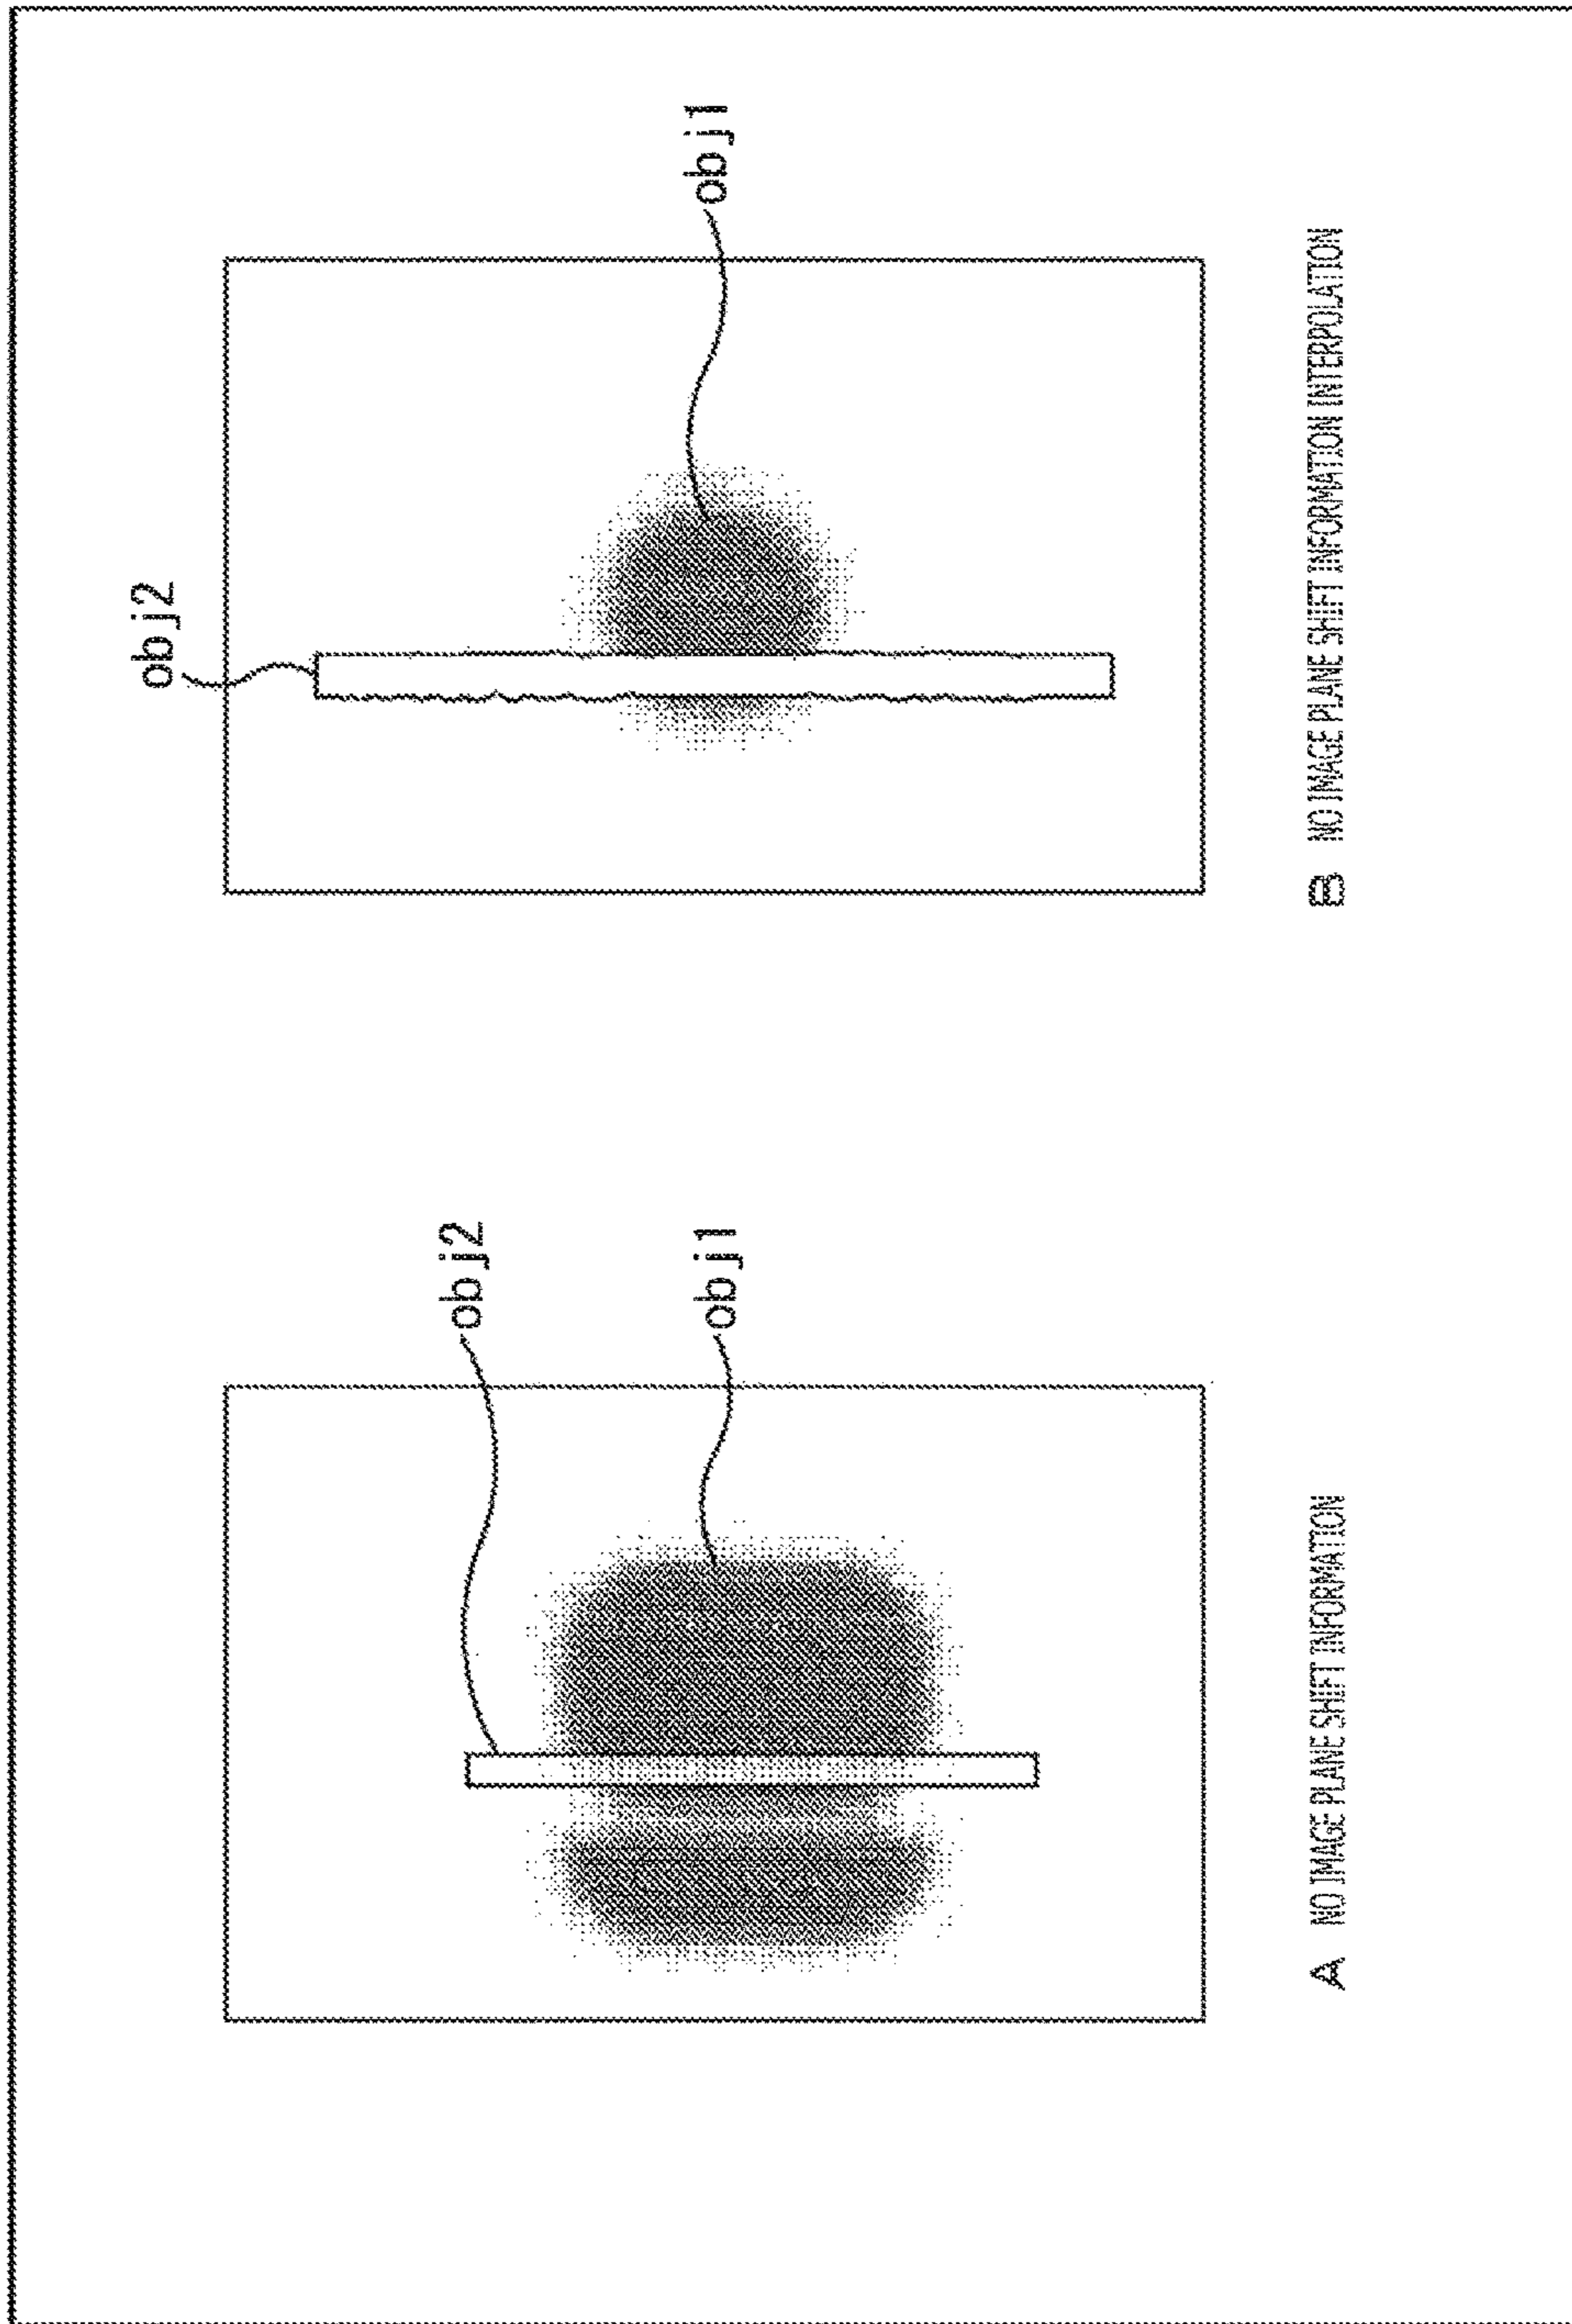 obj2
obj1
A NO IMAGE PLANE SHIFT INFORMATION
obj2
obj1
B NO IMAGE PLANE SHIFT INFORMATION INTERPOLATION